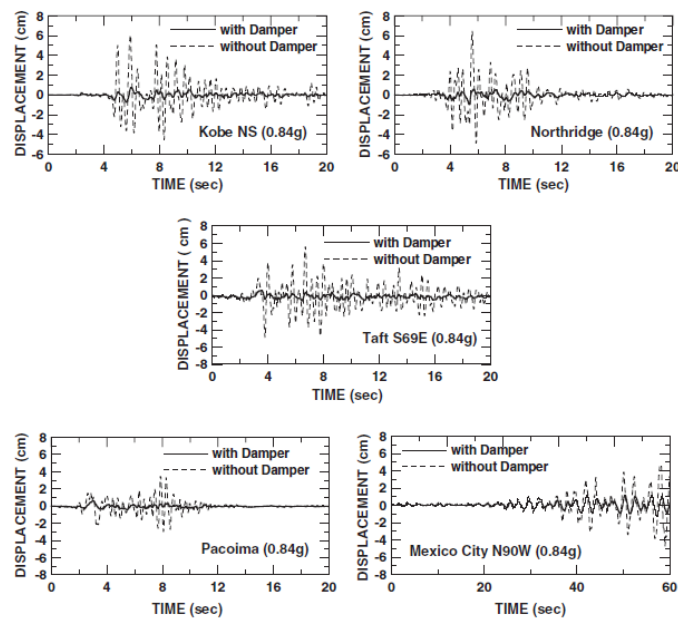 DISPLACEMENT (cm)
8
6
4
2
0
-2
-4
-6
with Damper
without Damper
Kobe NS (0.84g)
0 4 8 12 16 20
TIME (sec)
DISPLACEMENT (cm)
8
6
4
2
0
-2
-4
-6
with Damper
without Damper
Northridge (0.84g)
0 4 8 12 16 20
TIME (sec)
DISPLACEMENT ( cm )
8
6
4
2
0
-2
-4
-6
-8
with Damper
without Damper
Taft S69E (0.84g)
0 4 8 12 16 20
TIME (sec)
DISPLACEMENT (cm)
8
6
4
2
0
-2
-4
-6
-8
with Damper
without Damper
Pacoima (0.84g)
0 4 8 12 16 20
TIME (sec)
DISPLACEMENT (cm)
8
6
4
2
0
-2
-4
-6
-8
with Damper
without Damper
Mexico City N90W (0.84g)
0 20 40 60
TIME (sec)